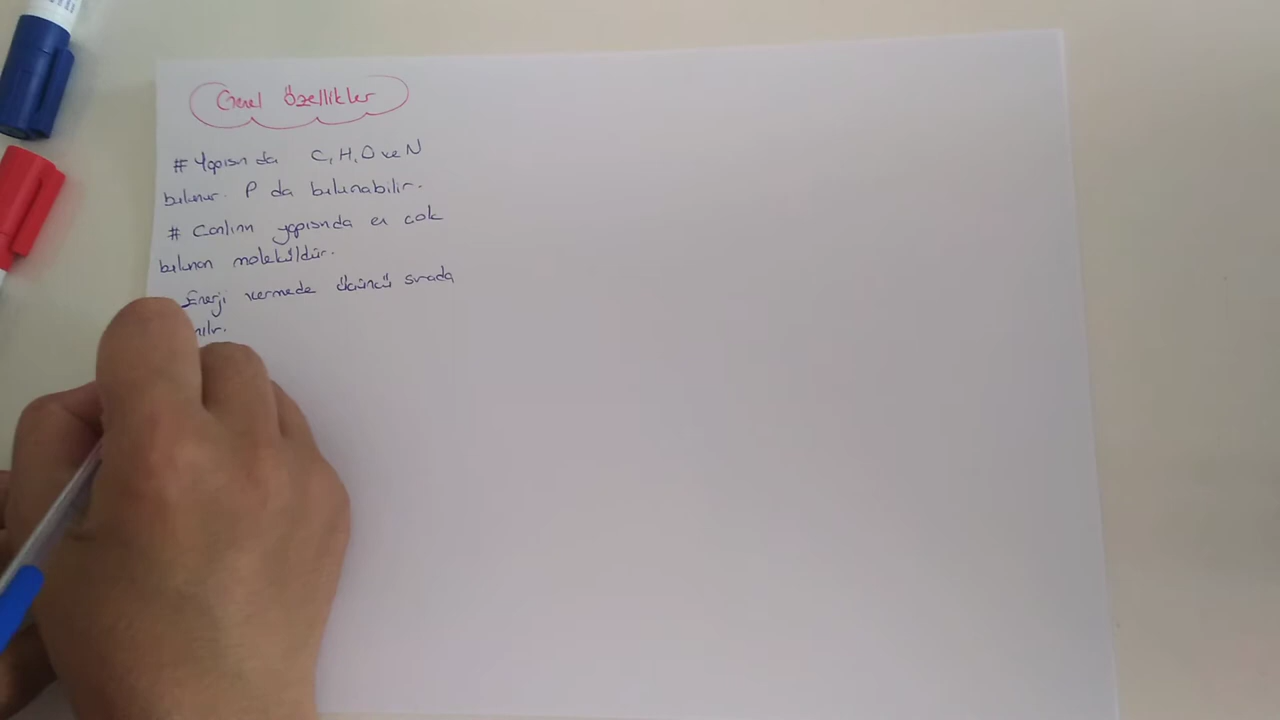 Genel Özellikler
# Yapısında C, H, O ve N
bulunur. P da bulunabilir.
# Canlının yapısında en çok
bulunan moleküldür.
Enerji vermede üçüncü sırada